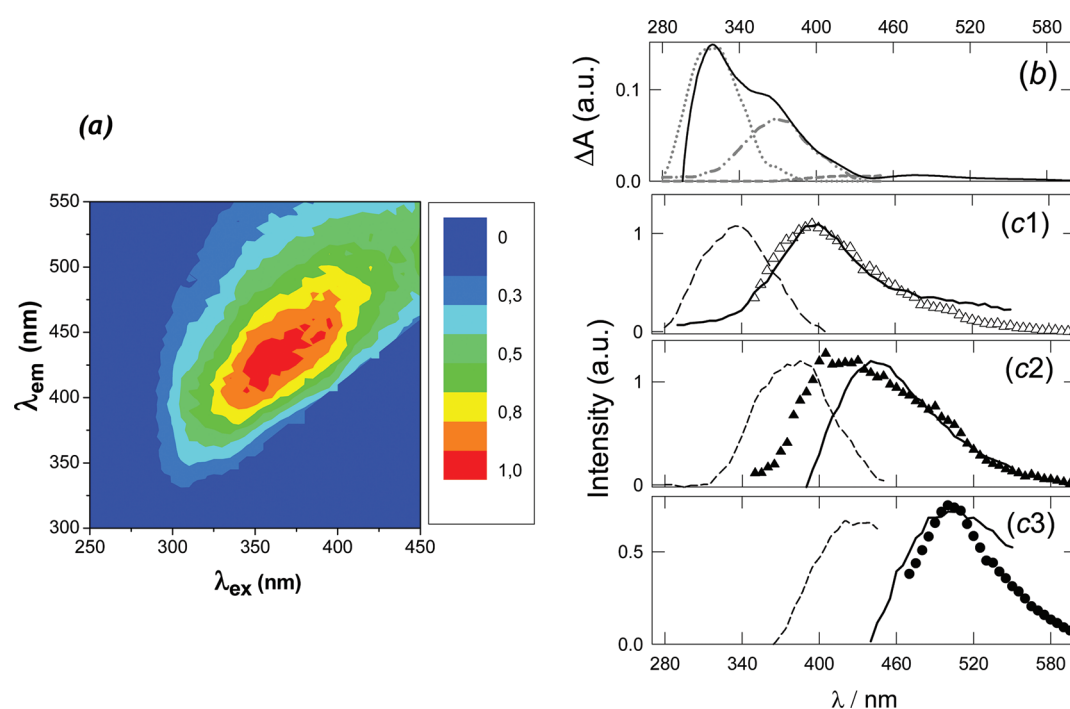 (a)
550
500
450
400
350
300
λem (nm)
250 300 350 400 450
λex (nm)
0
0,3
0,5
0,8
1,0
280 340 400 460 520 580
(b)
0.1
0.0
ΔA (a.u.)
(c1)
1
0
(c2)
1
0
(c3)
0.5
0.0
Intensity (a.u.)
280 340 400 460 520 580
λ / nm